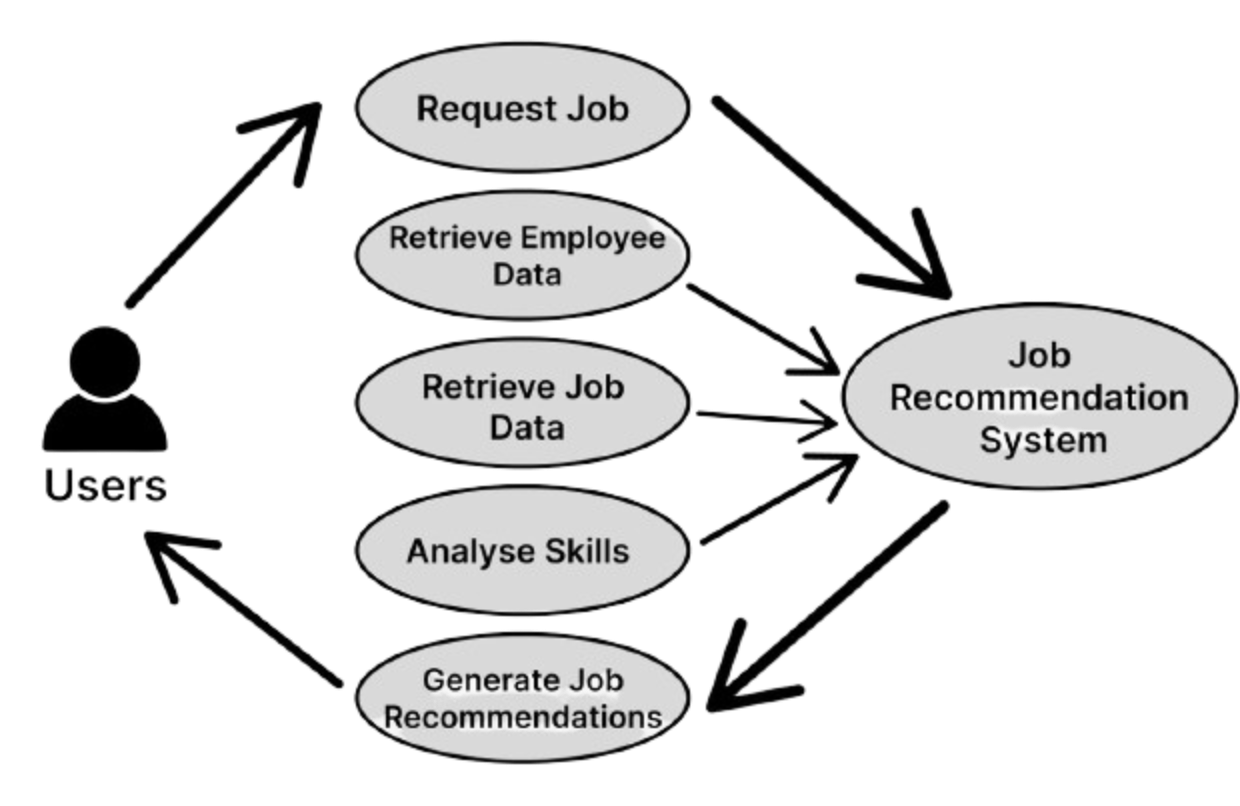 Request Job
Retrieve Employee
Data
Retrieve Job
Data
Analyse Skills
Generate Job
Recommendations
Users
Job
Recommendation
System